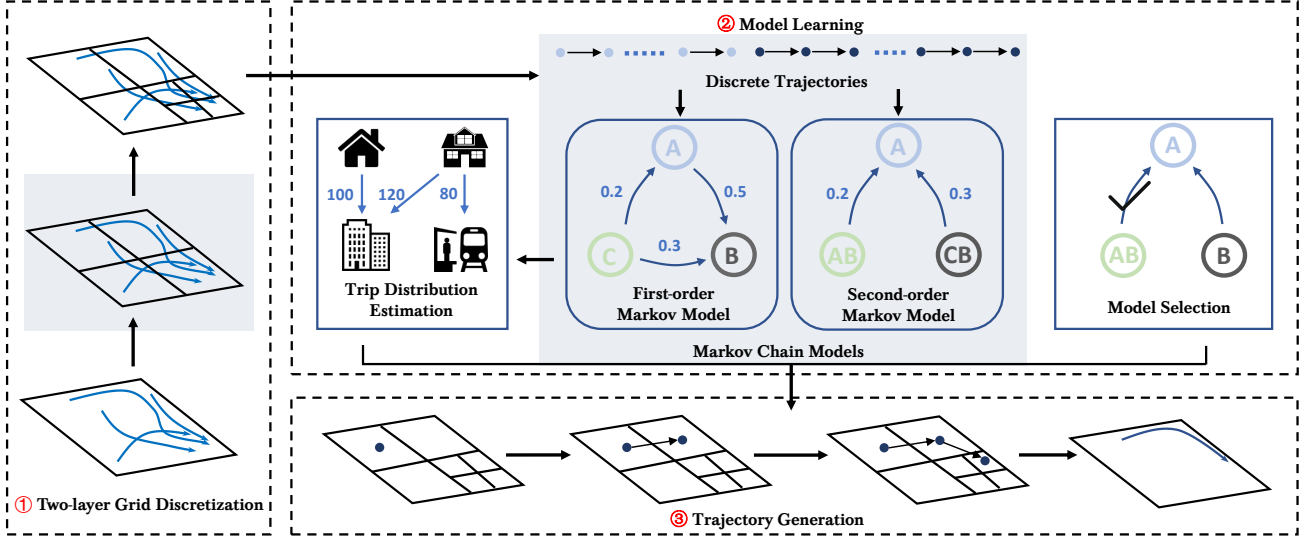 ② Model Learning
Discrete Trajectories
100
120
80
Trip Distribution
Estimation
A
0.2
0.5
C
0.3
B
First-order
Markov Model
A
0.2
0.3
AB
CB
Second-order
Markov Model
A
AB
B
Model Selection
Markov Chain Models
① Two-layer Grid Discretization
③ Trajectory Generation